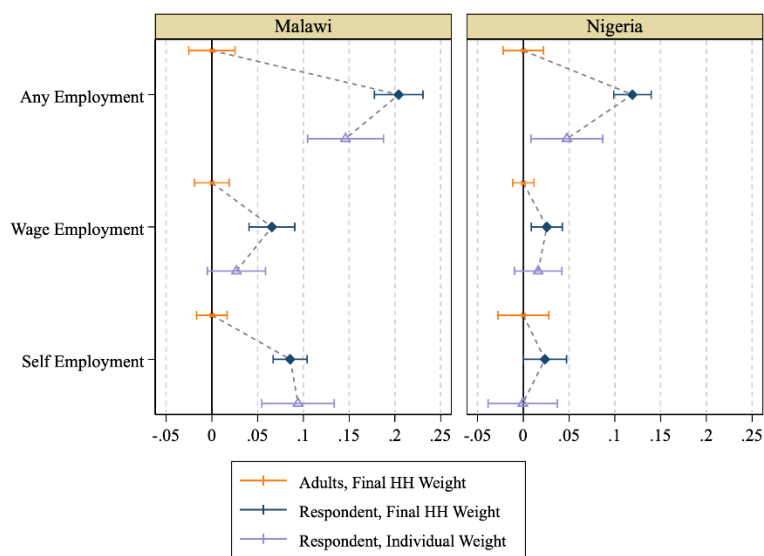 Malawi
Nigeria
Any Employment
Wage Employment
Self Employment
-.05 0 .05 .1 .15 .2 .25
-.05 0 .05 .1 .15 .2 .25
Adults, Final HH Weight
Respondent, Final HH Weight
Respondent, Individual Weight